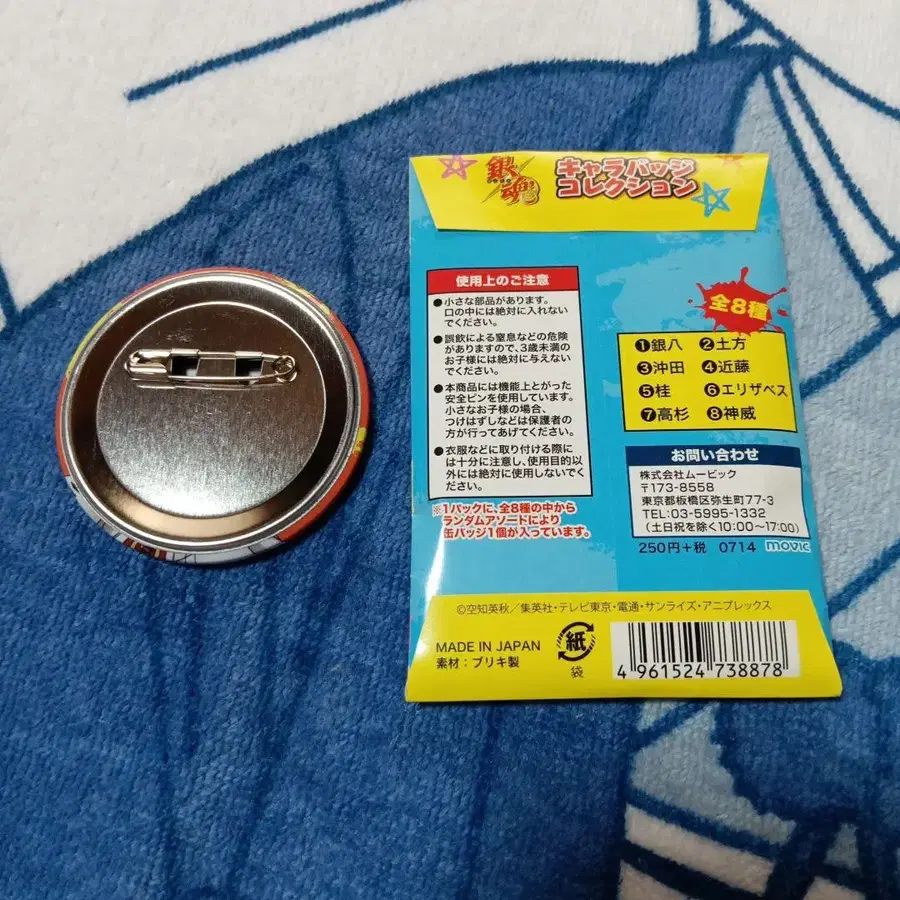 銀魂
キャラバッジ
コレクション
使用上のご注意
●小さな部品があります。
口の中には絶対に入れない
でください。
●誤飲による窒息などの危険
がありますので、3歳未満の
お子様には絶対に与えない
でください。
●本商品には機能上とがった
安全ピンを使用しています。
小さなお子様の場合、
つけはずしなどは保護者の
方が行ってあげてください。
●衣服などに取り付ける際に
は十分に注意し、使用目的以
外には絶対に使用しないでく
ださい。
※1パックに、全8種の中から
ランダムアソートにより
缶バッジ1個が入っています。
全8種
❶銀八 ❷土方
❸沖田 ❹近藤
❺桂 ❻エリザベス
❼高杉 ❽神威
お問い合わせ
株式会社ムービック
〒173-8558
東京都板橋区弥生町77-3
TEL:03-5995-1332
(土日祝を除く10:00〜17:00)
250円+税 0714 movic
©空知英秋/集英社・テレビ東京・電通・サンライズ・アニプレックス
MADE IN JAPAN
素材:ブリキ製
紙
袋
4 961524 738878